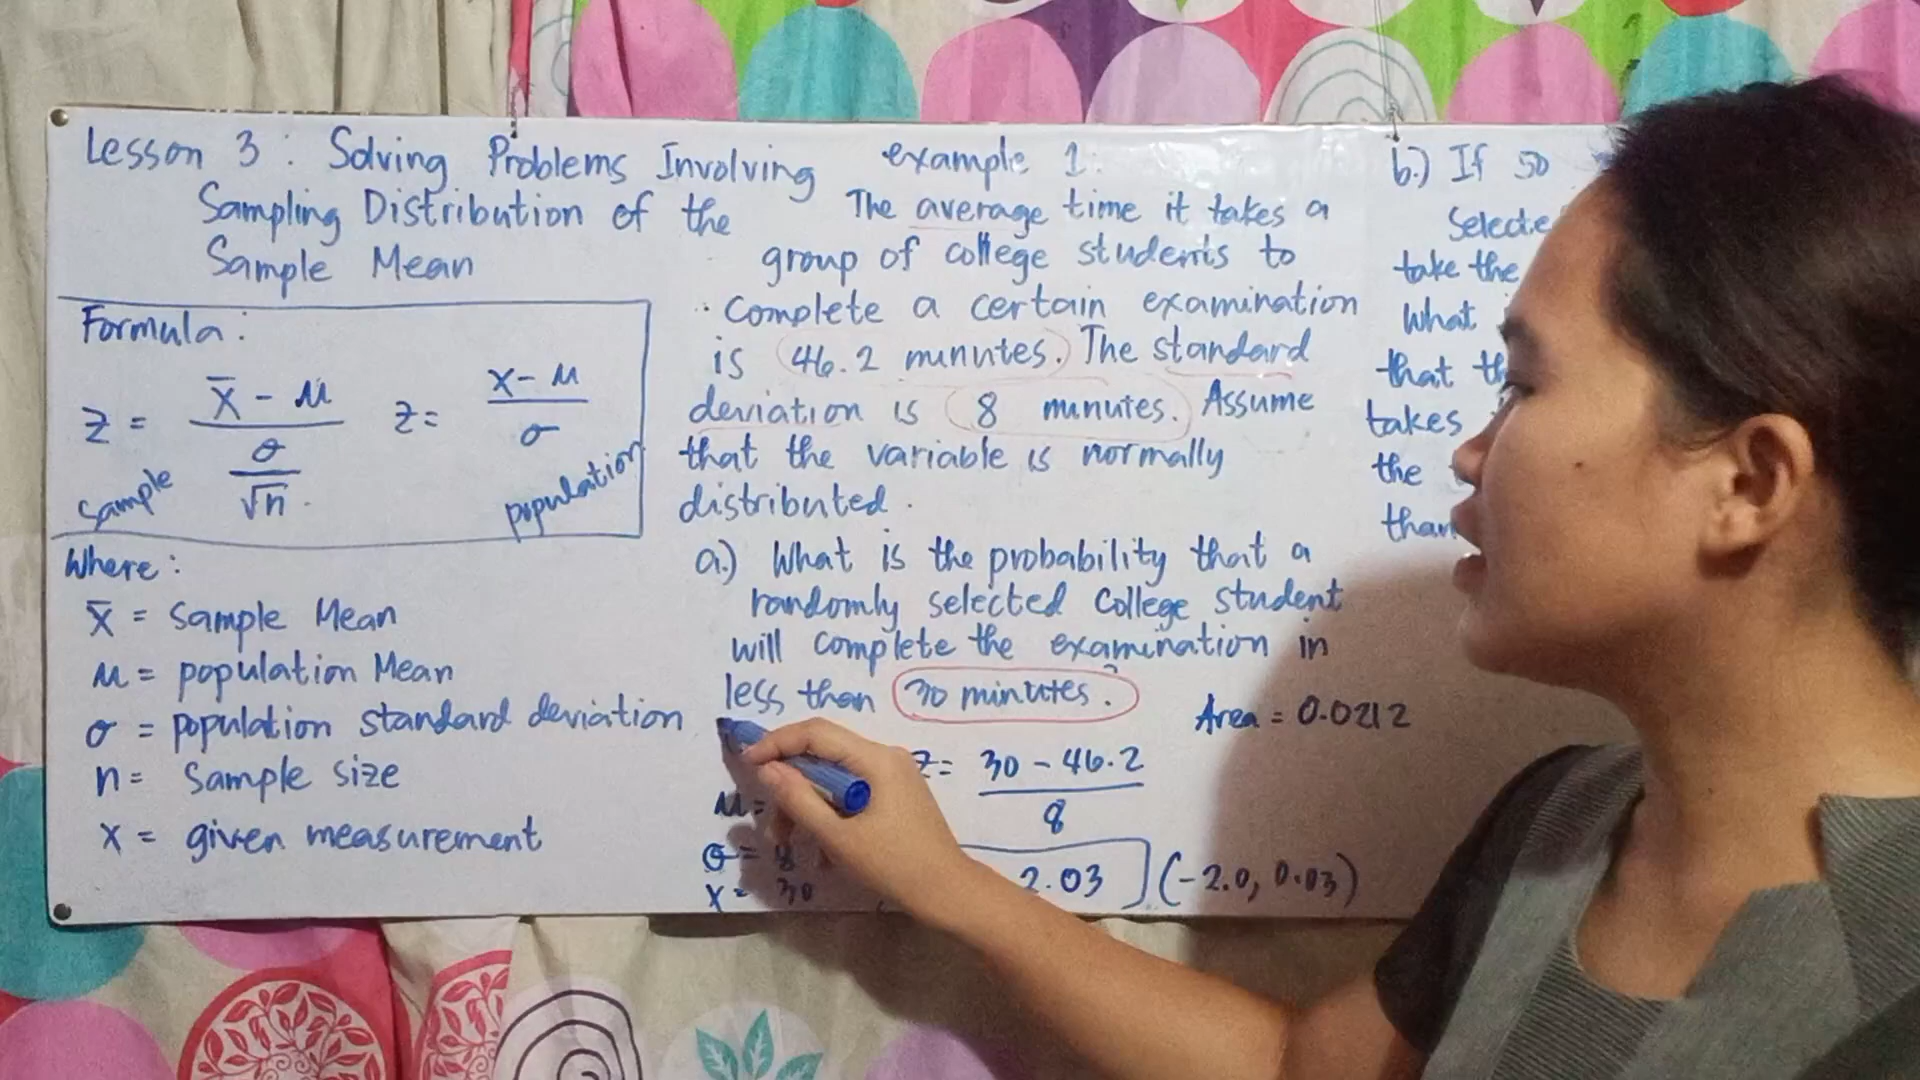 Lesson 3 : Solving Problems Involving
Sampling Distribution of the
Sample Mean
Formula :
z = x̄ - μ / σ / √n
Sample
z = x - μ / σ
population
Where :
x̄ = Sample Mean
μ = population Mean
σ = population standard deviation
n = Sample size
x = given measurement
example 1.
The average time it takes a
group of college students to
Complete a certain examination
is 46.2 minutes. The standard
deviation is 8 minutes. Assume
that the variable is normally
distributed.
a.) What is the probability that a
randomly selected College student
will complete the examination in
less than 30 minutes?
Area = 0.0212
z = 30 - 46.2 / 8
μ =
σ = 8
x = 30
2.03
(-2.0, 0.03)
b.) If 50
Selecte
take the
What
that th
takes
the
than